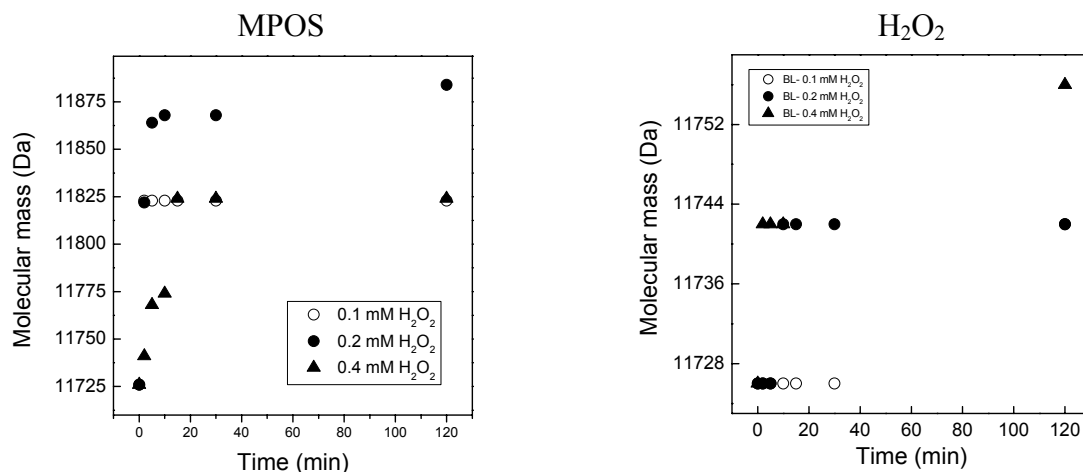 MPOS
11875
11850
11825
11800
11775
11750
11725
0 20 40 60 80 100 120
Molecular mass (Da)
Time (min)
0.1 mM H₂O₂
0.2 mM H₂O₂
0.4 mM H₂O₂
H₂O₂
BL- 0.1 mM H₂O₂
BL- 0.2 mM H₂O₂
BL- 0.4 mM H₂O₂
11752
11744
11736
11728
0 20 40 60 80 100 120
Molecular mass (Da)
Time (min)